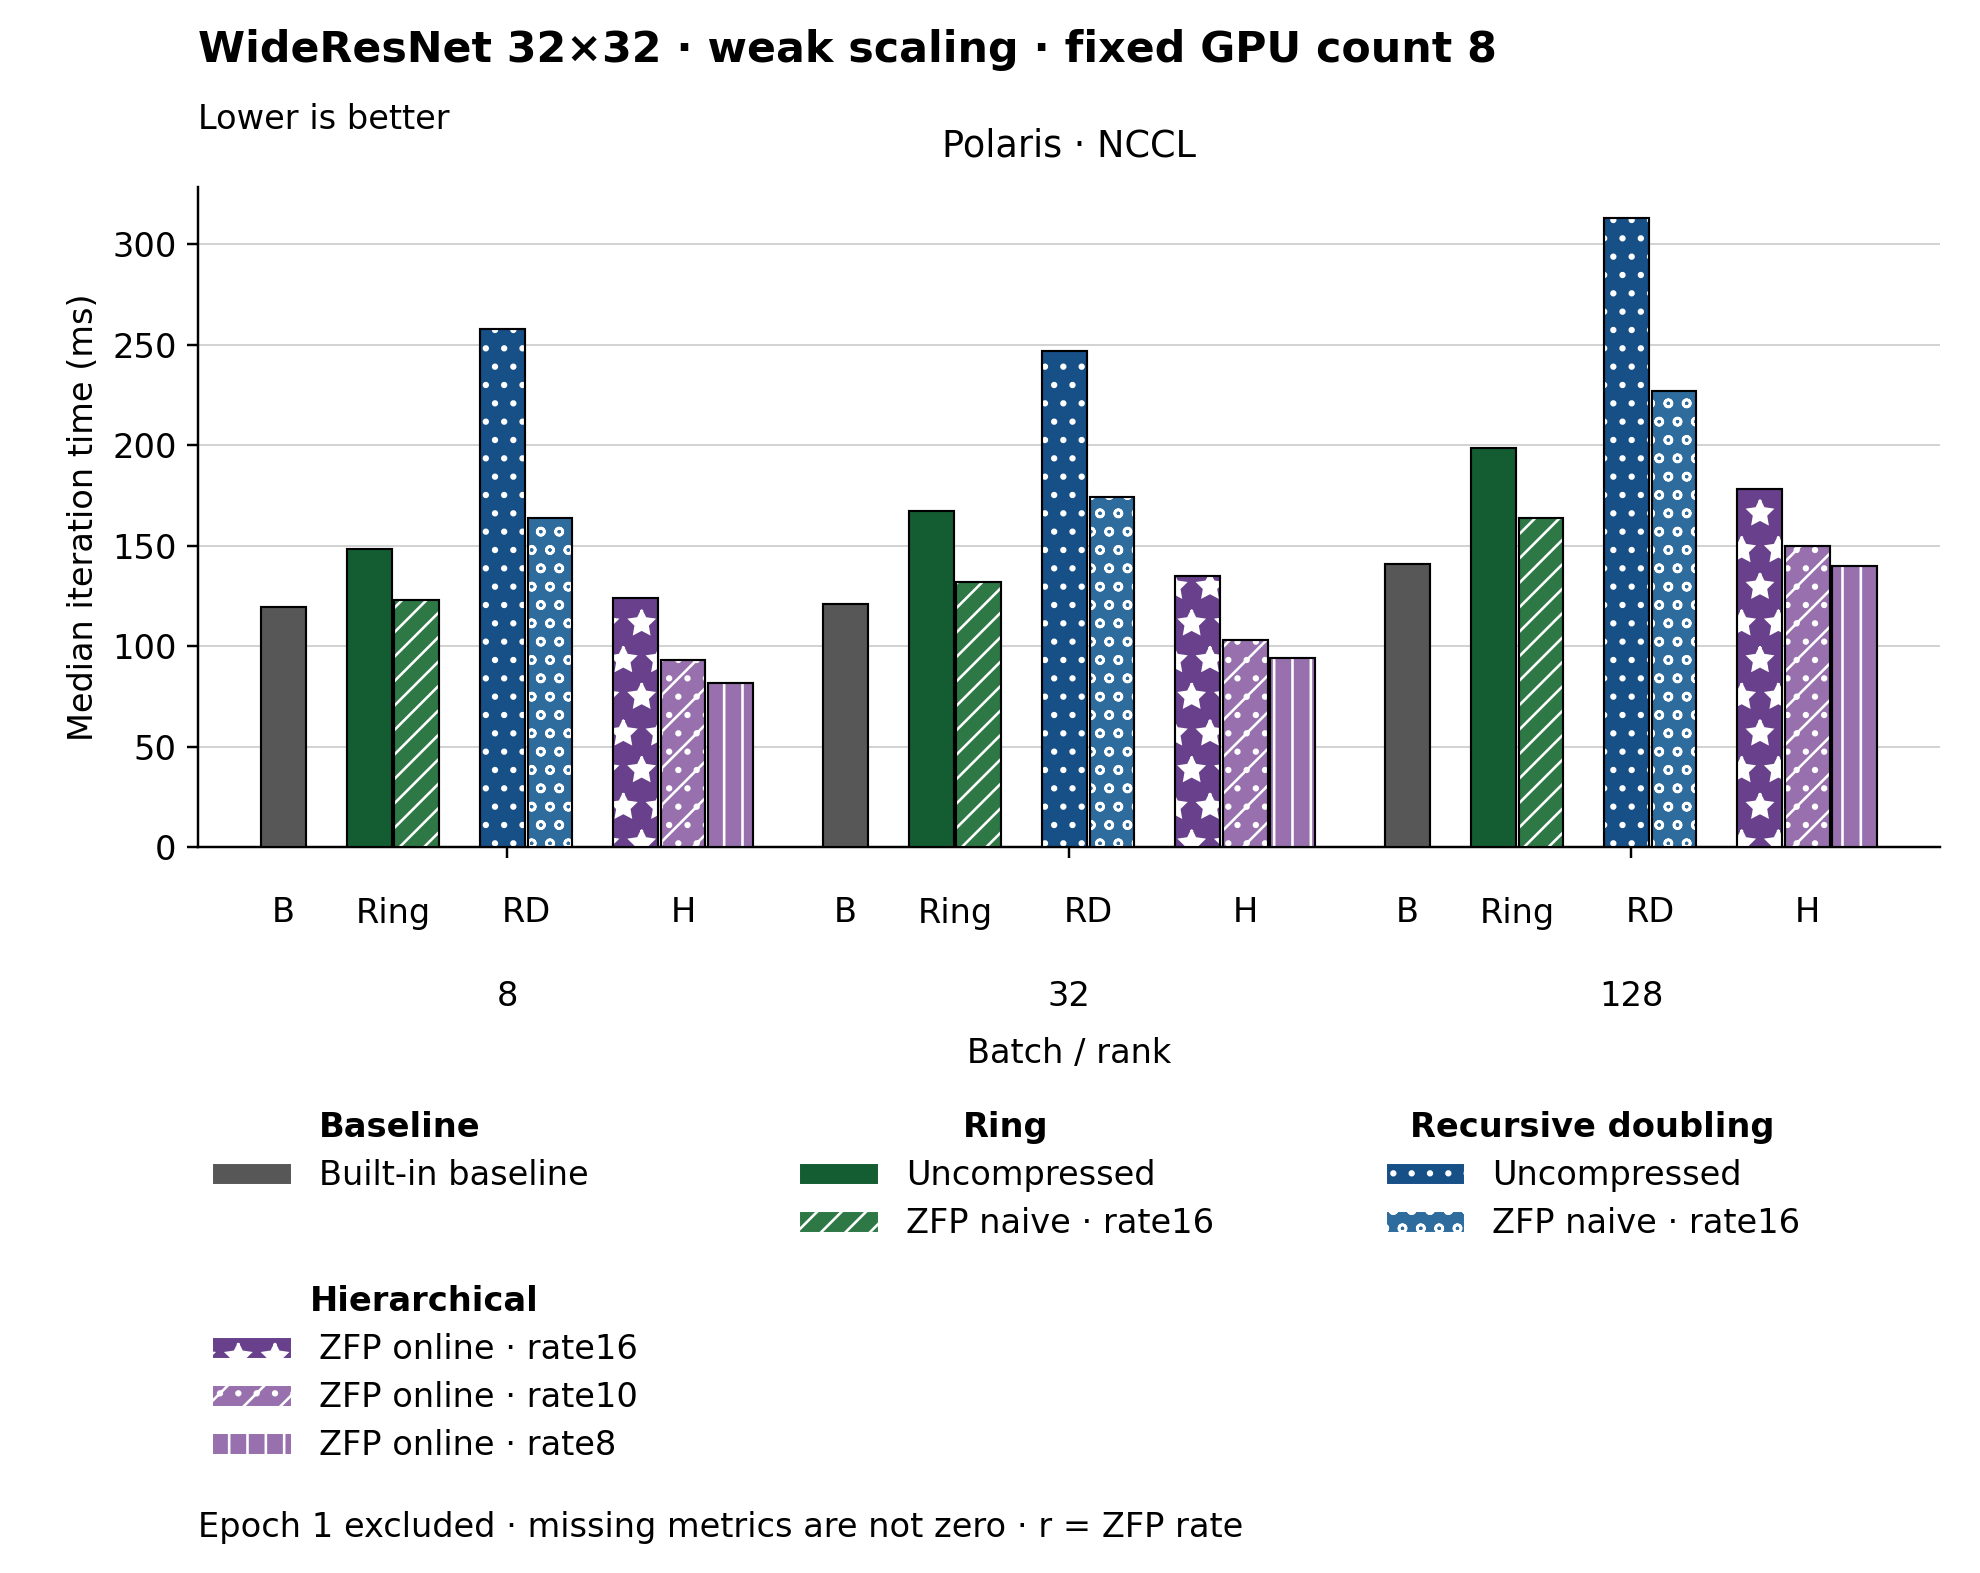 WideResNet 32×32 · weak scaling · fixed GPU count 8
Lower is better
Polaris · NCCL
Median iteration time (ms)
300
250
200
150
100
50
0
B Ring RD H B Ring RD H B Ring RD H
8 32 128
Batch / rank
Baseline
Built-in baseline
Ring
Uncompressed
ZFP naive · rate16
Recursive doubling
Uncompressed
ZFP naive · rate16
Hierarchical
ZFP online · rate16
ZFP online · rate10
ZFP online · rate8
Epoch 1 excluded · missing metrics are not zero · r = ZFP rate